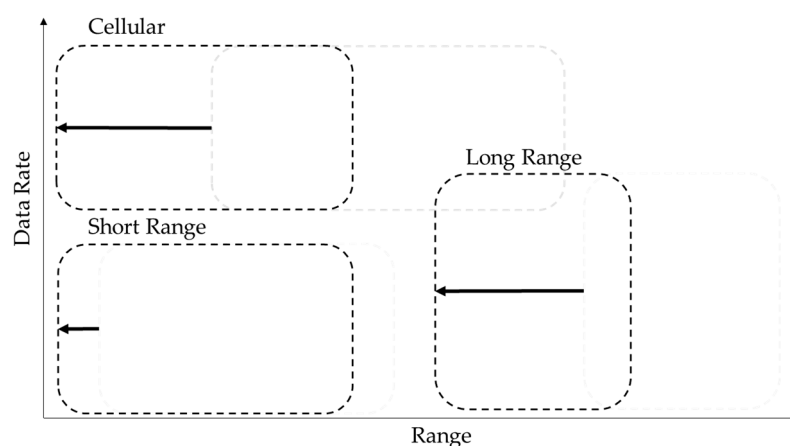 Cellular
Long Range
Data Rate
Short Range
Range